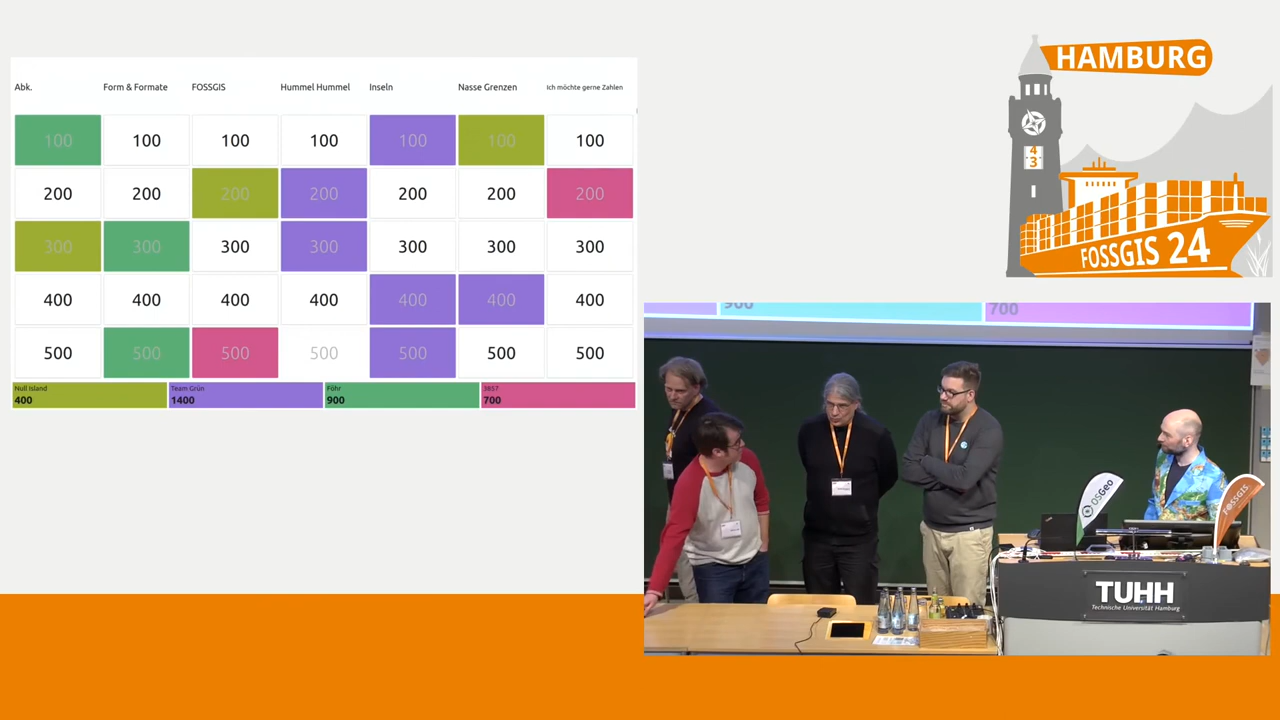 HAMBURG
4
3
FOSSGIS 24
Abk. Form & Formate FOSSGIS Hummel Hummel Inseln Nasse Grenzen Ich möchte gerne Zahlen
100 100 100 100 100 100 100
200 200 200 200 200 200 200
300 300 300 300 300 300 300
400 400 400 400 400 400 400
500 500 500 500 500 500 500
Null Island Team Grün Föhr 3857
400 1400 900 700
900 700
OSGeo
FOSSGIS
TUHH
Technische Universität Hamburg